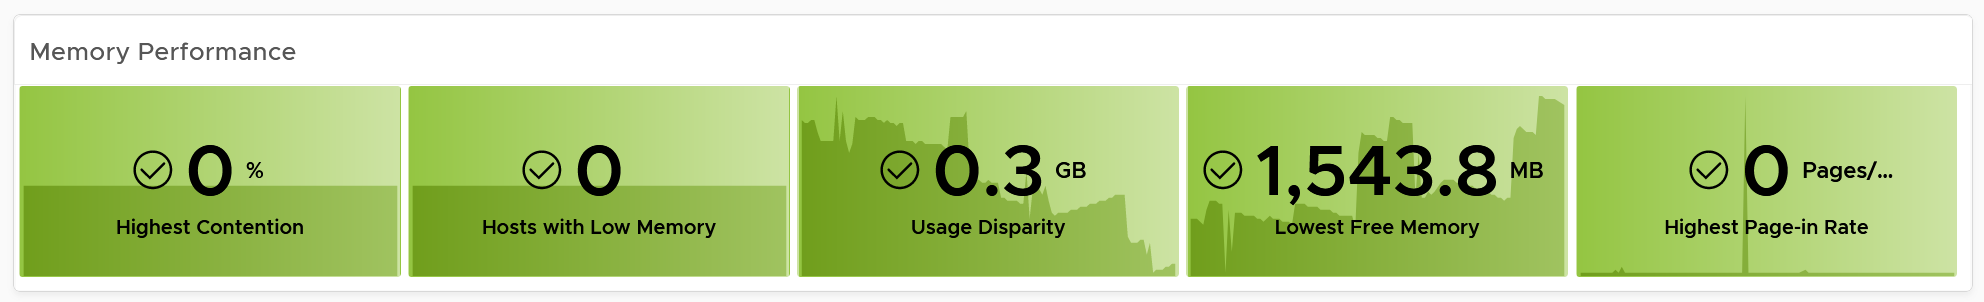 Memory Performance
0 %
Highest Contention
0
Hosts with Low Memory
0.3 GB
Usage Disparity
1,543.8 MB
Lowest Free Memory
0 Pages/...
Highest Page-in Rate